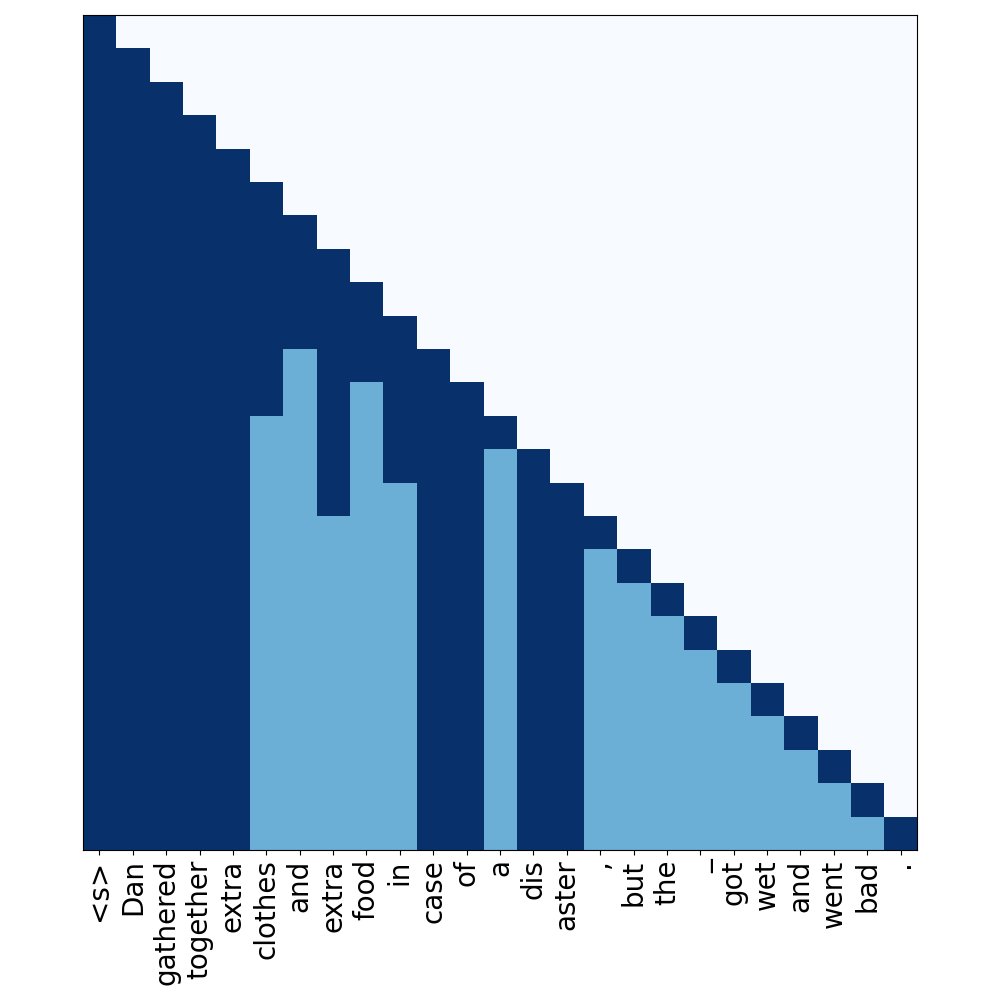 <s> Dan gathered together extra clothes and extra food in case of a dis aster , but the _ got wet and went bad .